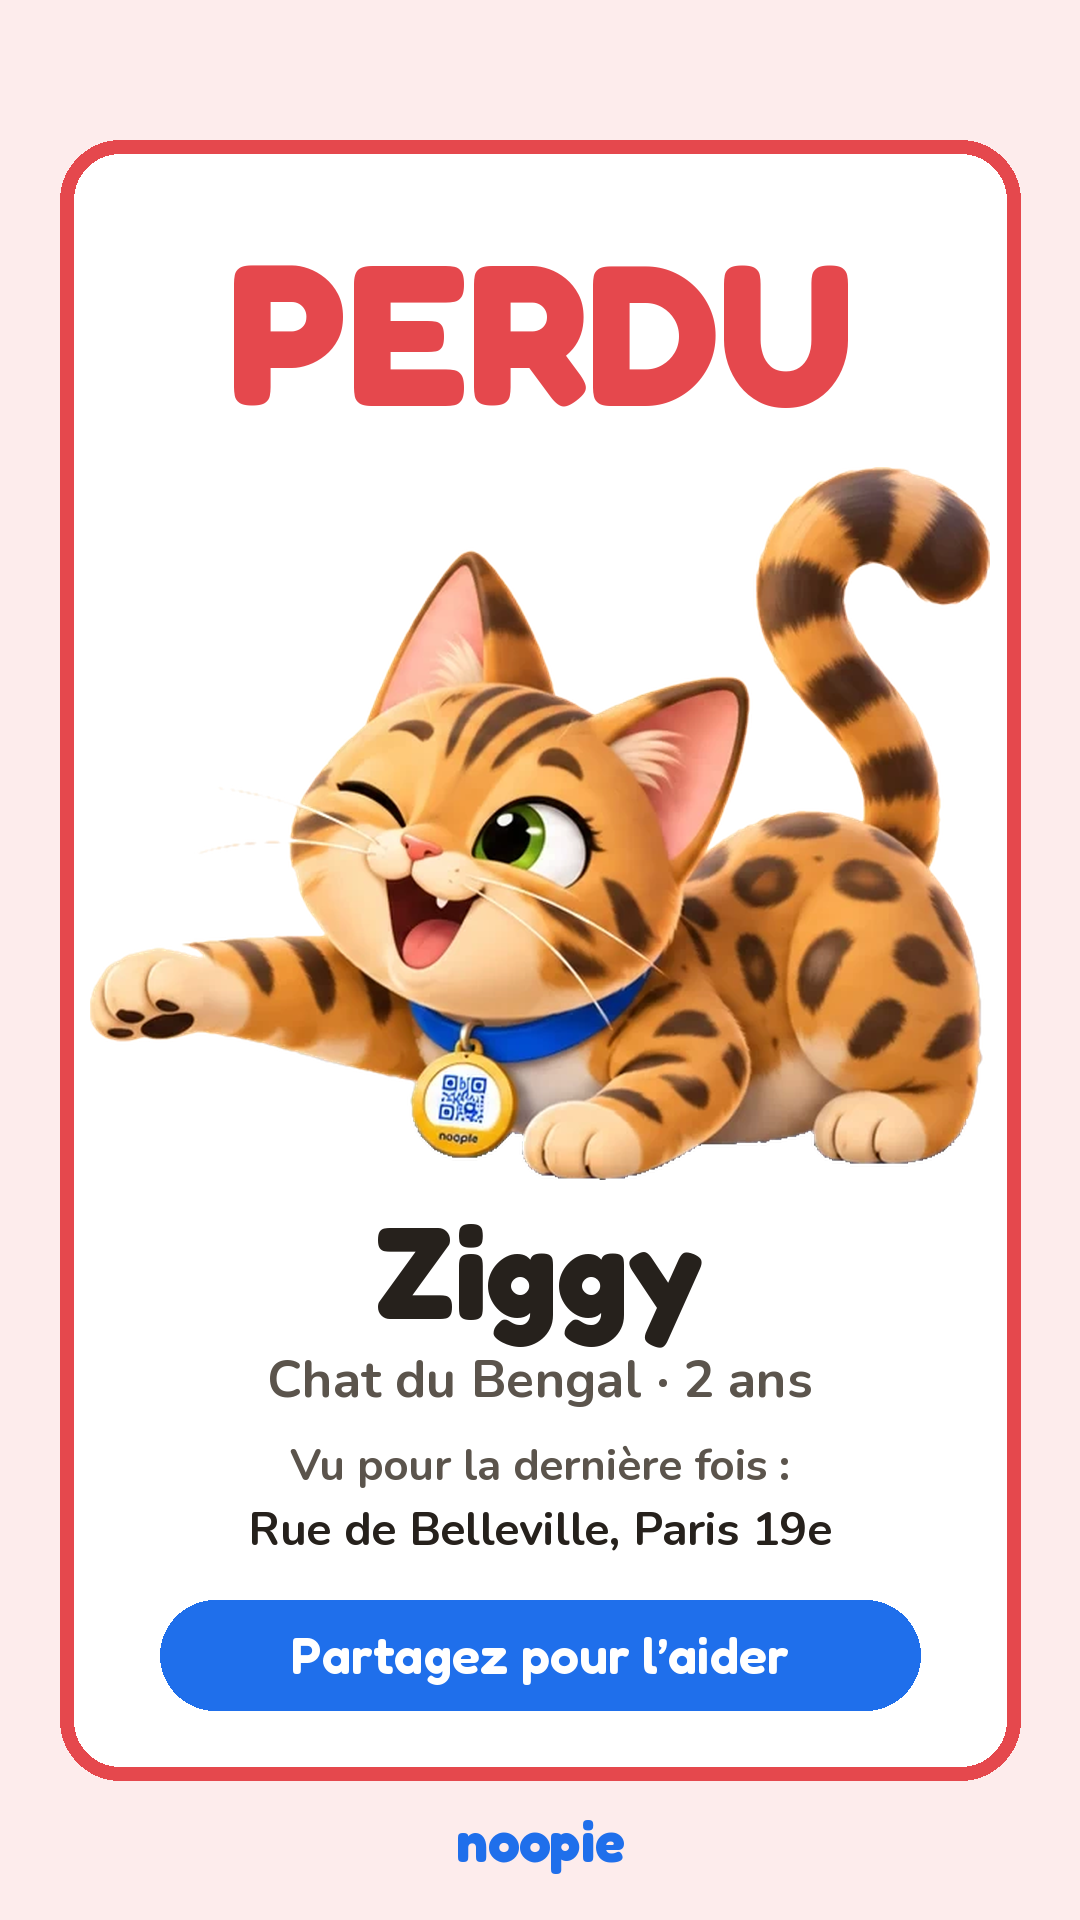 PERDU
noopie
Ziggy
Chat du Bengal · 2 ans
Vu pour la dernière fois :
Rue de Belleville, Paris 19e
Partagez pour l’aider
noopie